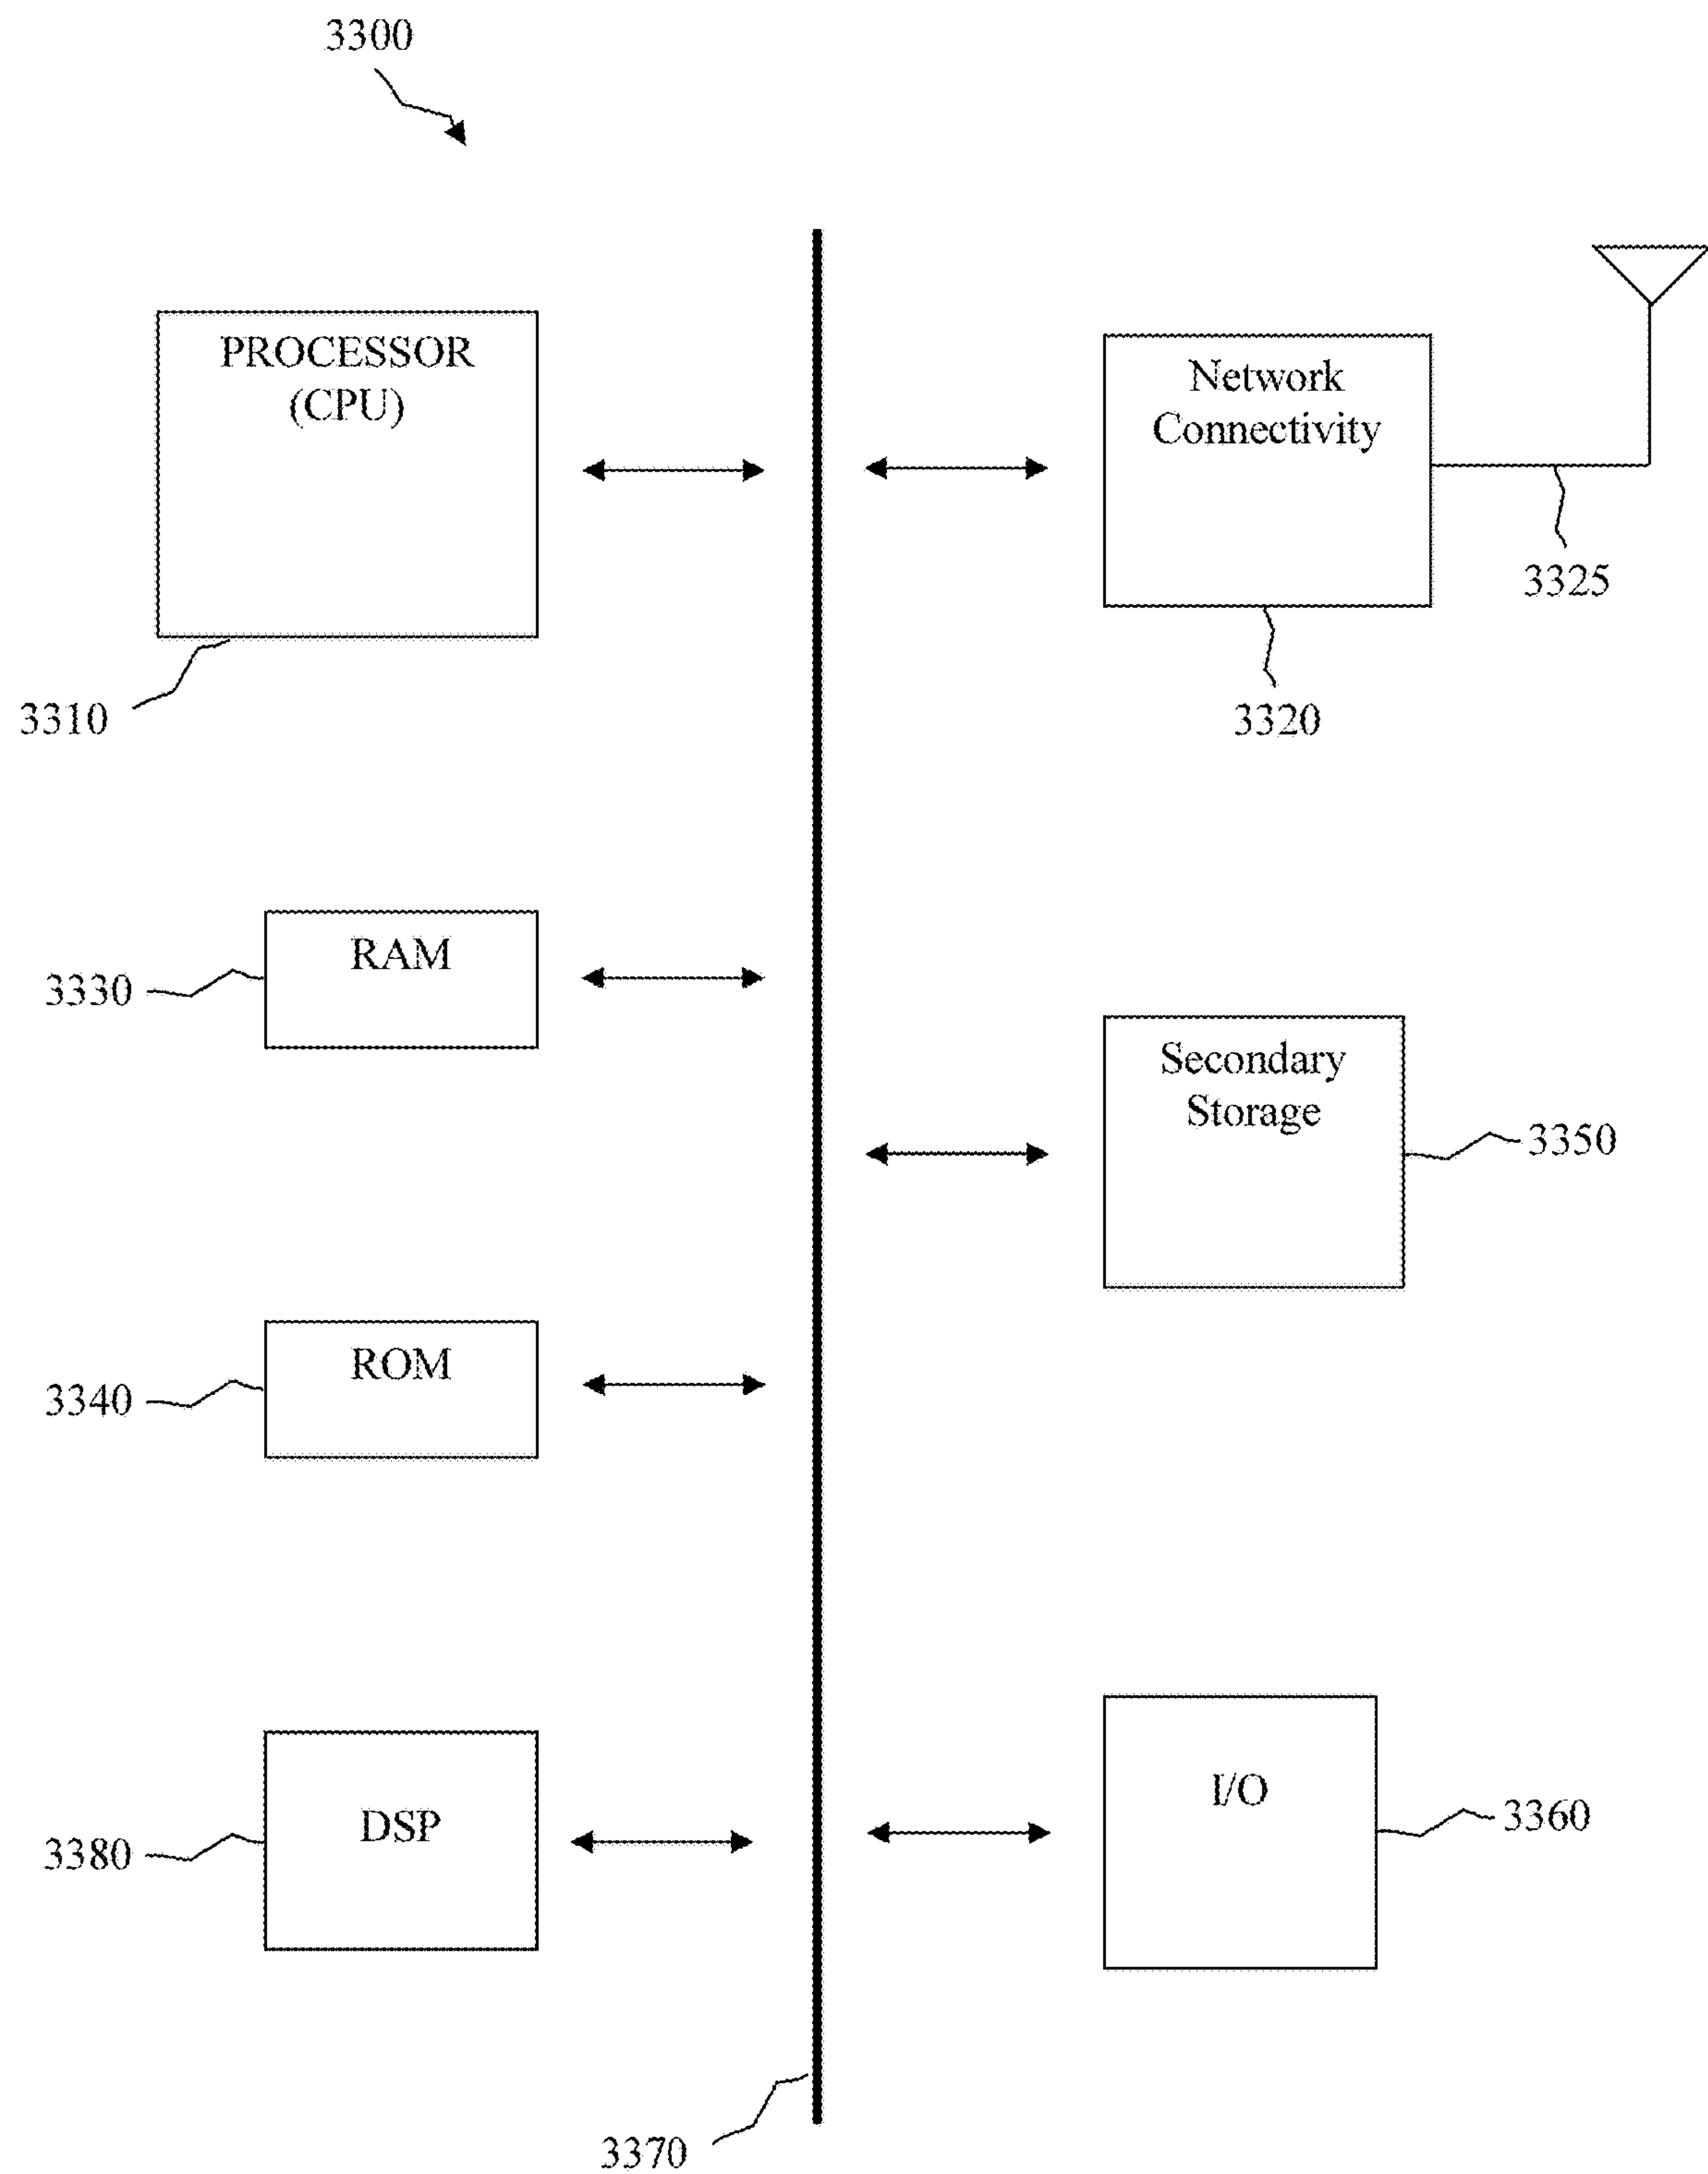 3300
PROCESSOR
(CPU)
3310
Network
Connectivity
3325
3320
RAM
3330
Secondary
Storage
3350
ROM
3340
DSP
3380
I/O
3360
3370